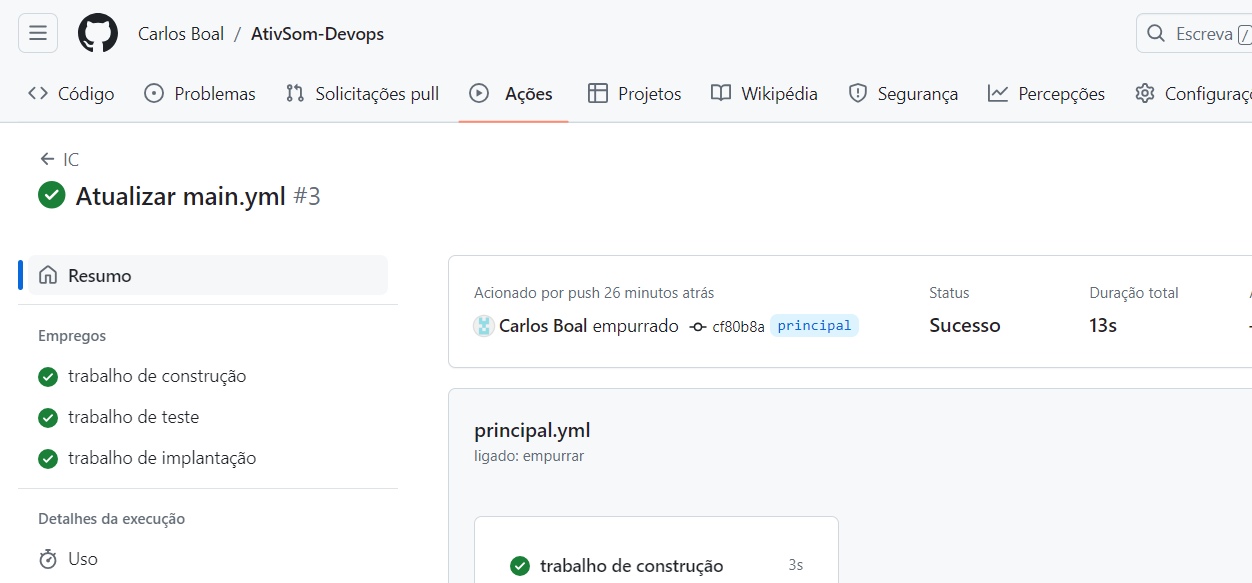 Carlos Boal / AtivSom-Devops
Escreva /
Código Problemas Solicitações pull Ações Projetos Wikipédia Segurança Percepções Configuraç
← IC
Atualizar main.yml #3
Resumo
Empregos
trabalho de construção
trabalho de teste
trabalho de implantação
Detalhes da execução
Uso
Acionado por push 26 minutos atrás
Carlos Boal empurrado cf80b8a principal
Status
Sucesso
Duração total
13s
principal.yml
ligado: empurrar
trabalho de construção 3s